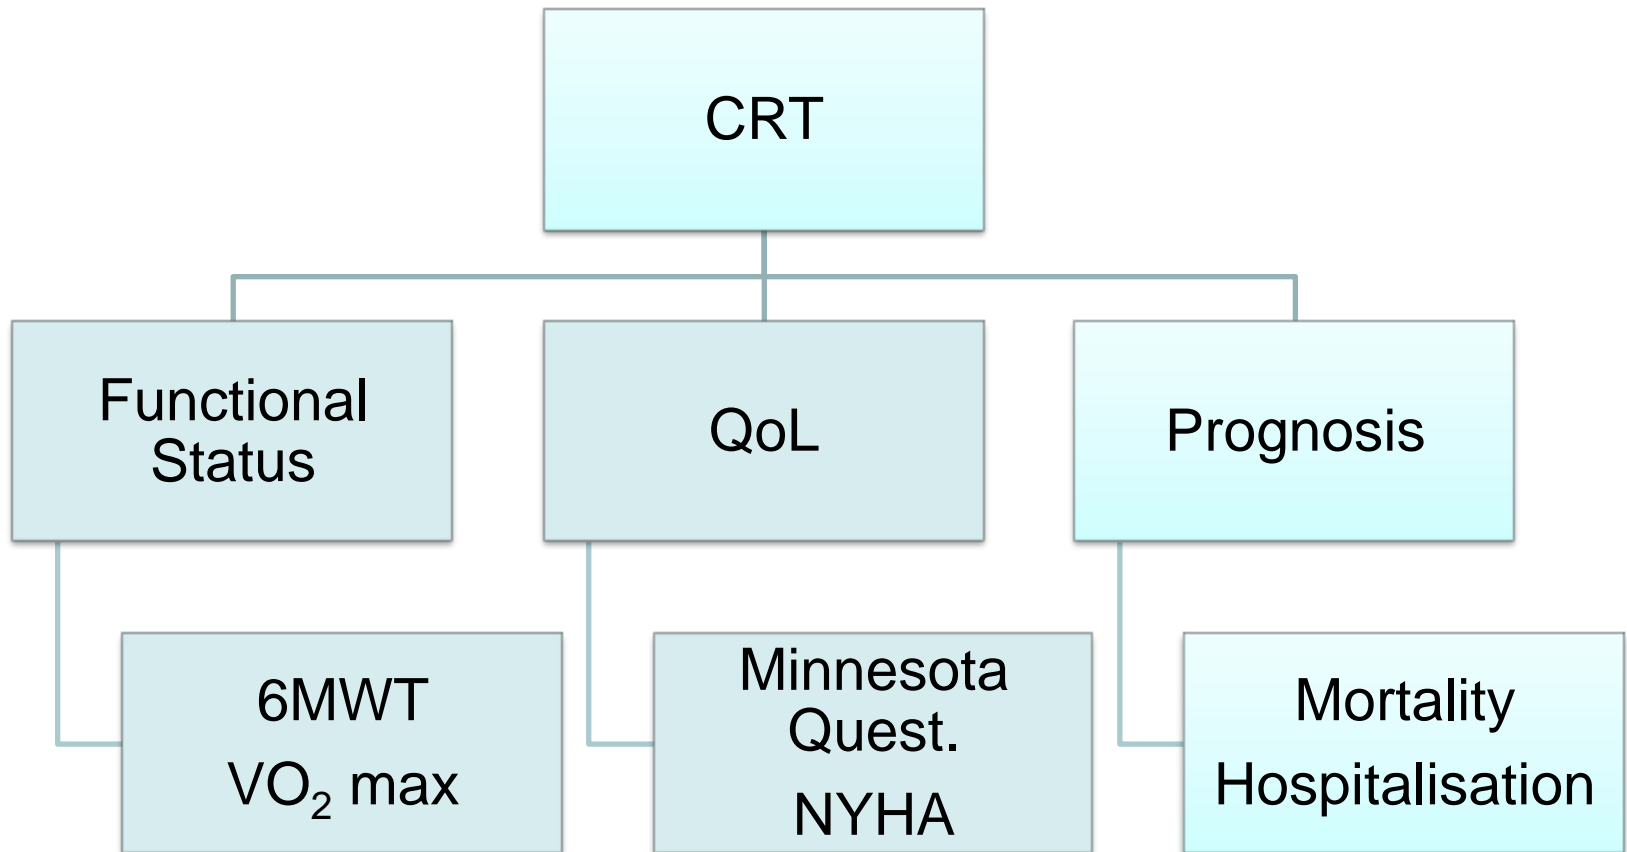 CRT
Functional
Status
QoL
Prognosis
6MWT
VO₂ max
Minnesota
Quest.
NYHA
Mortality
Hospitalisation